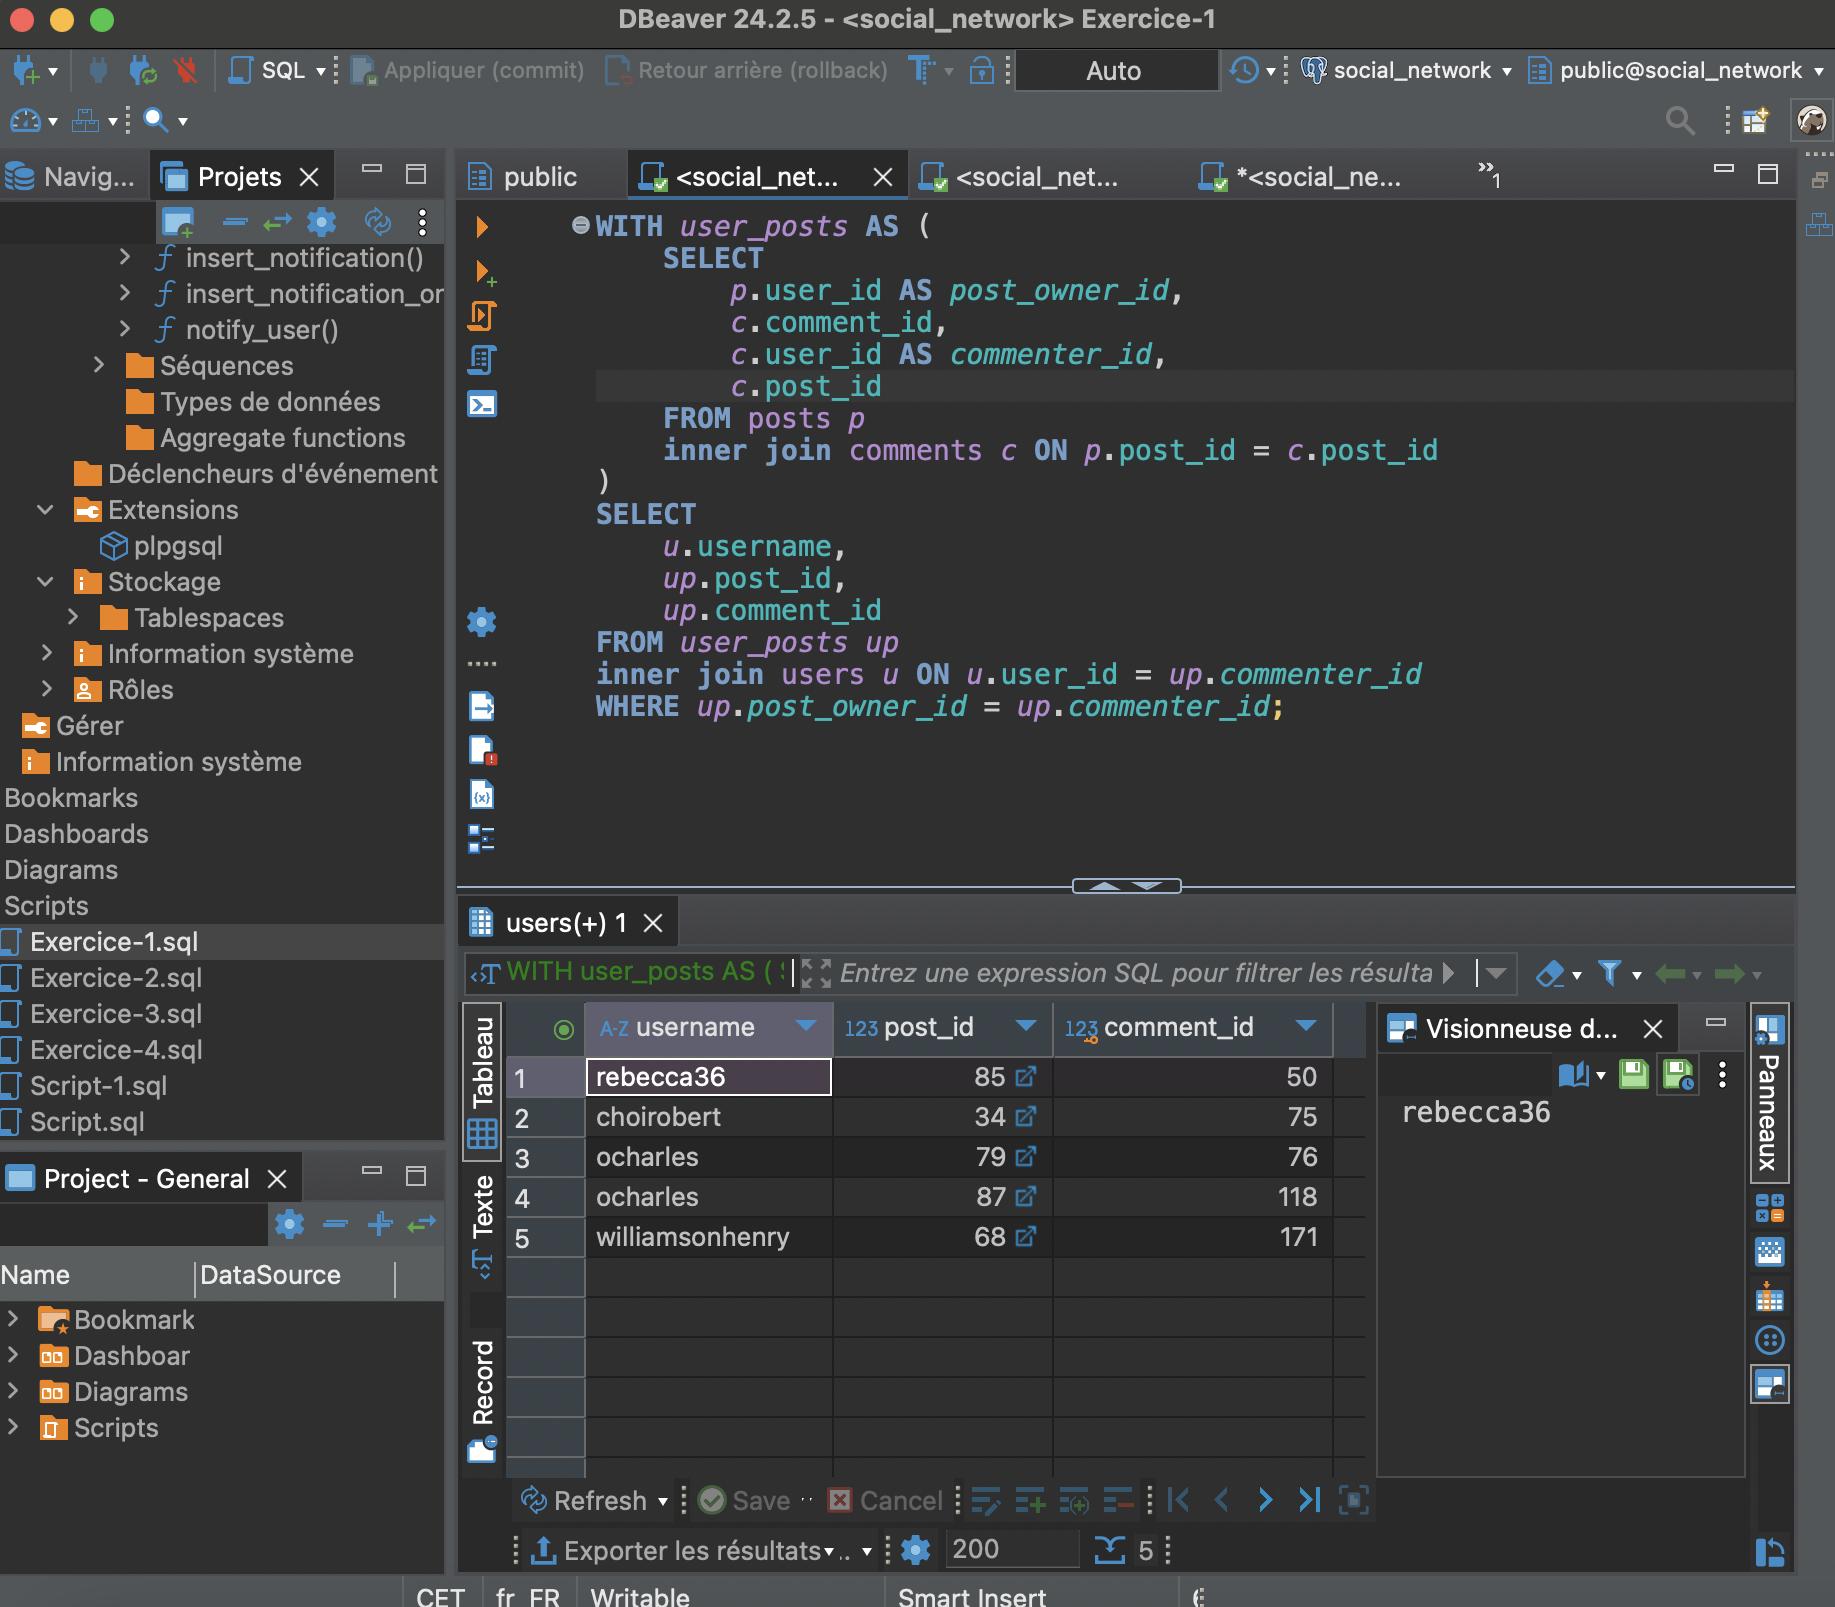 DBeaver 24.2.5 - <social_network> Exercice-1
SQL
Appliquer (commit)
Retour arrière (rollback)
Auto
social_network
public@social_network
Navig...
Projets
insert_notification()
insert_notification_or
notify_user()
Séquences
Types de données
Aggregate functions
Déclencheurs d'événement
Extensions
plpgsql
Stockage
Tablespaces
Information système
Rôles
Gérer
Information système
Bookmarks
Dashboards
Diagrams
Scripts
Exercice-1.sql
Exercice-2.sql
Exercice-3.sql
Exercice-4.sql
Script-1.sql
Script.sql
Project - General
Name
DataSource
Bookmark
Dashboar
Diagrams
Scripts
public
<social_net...
<social_net...
*<social_ne...
»1
WITH user_posts AS (
SELECT
p.user_id AS post_owner_id,
c.comment_id,
c.user_id AS commenter_id,
c.post_id
FROM posts p
inner join comments c ON p.post_id = c.post_id
)
SELECT
u.username,
up.post_id,
up.comment_id
FROM user_posts up
inner join users u ON u.user_id = up.commenter_id
WHERE up.post_owner_id = up.commenter_id;
users(+) 1
WITH user_posts AS (
Entrez une expression SQL pour filtrer les résulta
Tableau
Texte
Record
A-Z username
123 post_id
123 comment_id
1 rebecca36 85 50
2 choirobert 34 75
3 ocharles 79 76
4 ocharles 87 118
5 williamsonhenry 68 171
Visionneuse d...
rebecca36
Panneaux
Refresh
Save
Cancel
Exporter les résultats
200
5
CET
fr_FR
Writable
Smart Insert